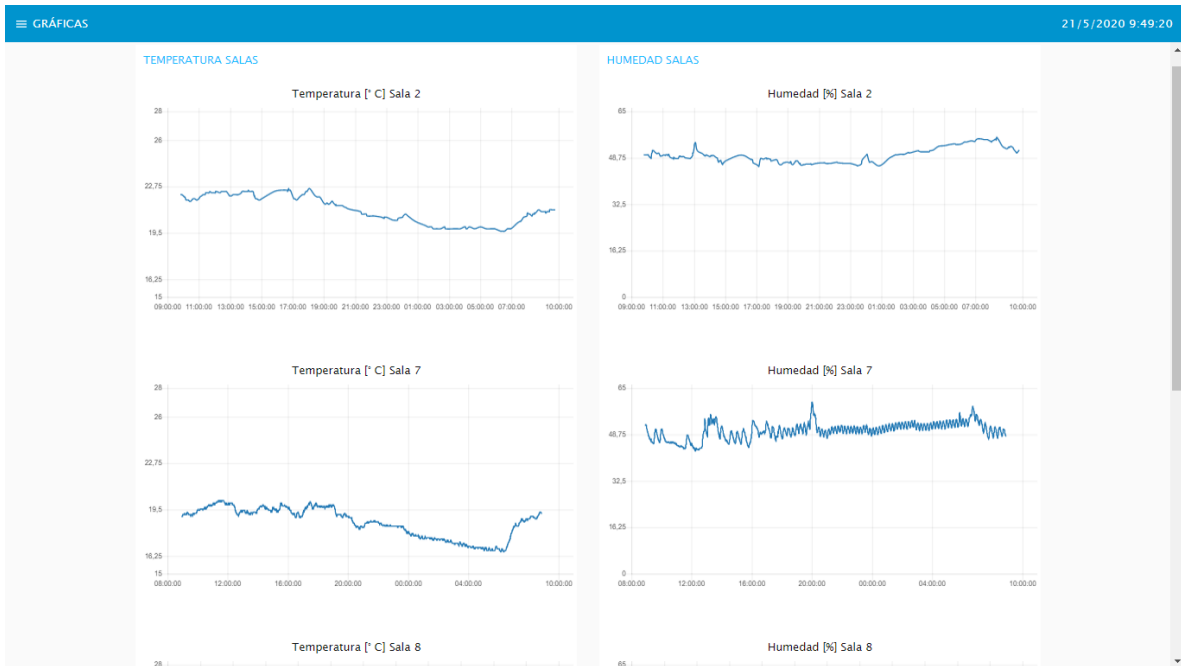 ≡ GRÁFICAS
21/5/2020 9:49:20
TEMPERATURA SALAS
Temperatura [° C] Sala 2
28
26
22,75
19,5
16,25
15
09:00:00 11:00:00 13:00:00 15:00:00 17:00:00 19:00:00 21:00:00 23:00:00 01:00:00 03:00:00 05:00:00 07:00:00 10:00:00
Temperatura [° C] Sala 7
28
26
22,75
19,5
16,25
15
08:00:00 12:00:00 16:00:00 20:00:00 00:00:00 04:00:00 10:00:00
Temperatura [° C] Sala 8
28
HUMEDAD SALAS
Humedad [%] Sala 2
65
48,75
32,5
16,25
0
09:00:00 11:00:00 13:00:00 15:00:00 17:00:00 19:00:00 21:00:00 23:00:00 01:00:00 03:00:00 05:00:00 07:00:00 10:00:00
Humedad [%] Sala 7
65
48,75
32,5
16,25
0
08:00:00 12:00:00 16:00:00 20:00:00 00:00:00 04:00:00 10:00:00
Humedad [%] Sala 8
65